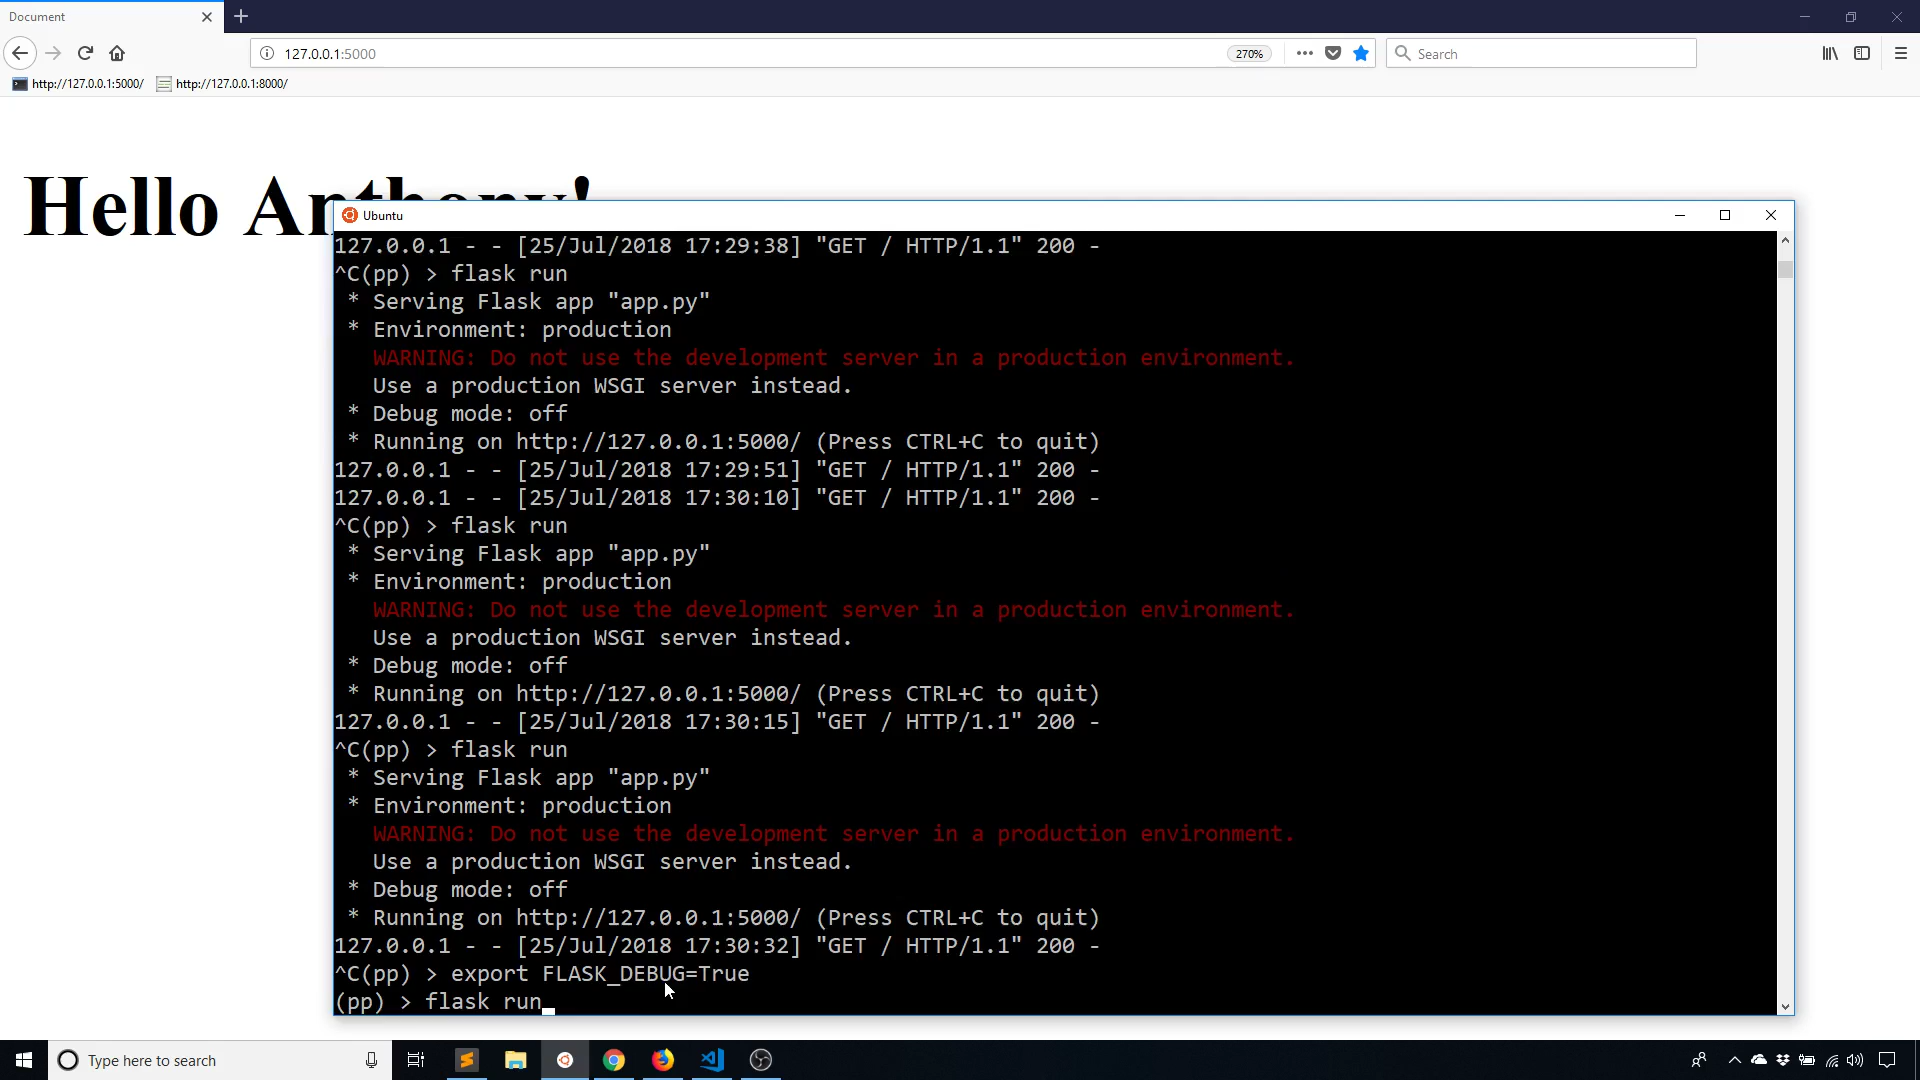 Document
127.0.0.1:5000
270%
Search
http://127.0.0.1:5000/ http://127.0.0.1:8000/
Hello Anthony!
Ubuntu
127.0.0.1 - - [25/Jul/2018 17:29:38] "GET / HTTP/1.1" 200 -
^C(pp) > flask run
* Serving Flask app "app.py"
* Environment: production
WARNING: Do not use the development server in a production environment.
Use a production WSGI server instead.
* Debug mode: off
* Running on http://127.0.0.1:5000/ (Press CTRL+C to quit)
127.0.0.1 - - [25/Jul/2018 17:29:51] "GET / HTTP/1.1" 200 -
127.0.0.1 - - [25/Jul/2018 17:30:10] "GET / HTTP/1.1" 200 -
^C(pp) > flask run
* Serving Flask app "app.py"
* Environment: production
WARNING: Do not use the development server in a production environment.
Use a production WSGI server instead.
* Debug mode: off
* Running on http://127.0.0.1:5000/ (Press CTRL+C to quit)
127.0.0.1 - - [25/Jul/2018 17:30:15] "GET / HTTP/1.1" 200 -
^C(pp) > flask run
* Serving Flask app "app.py"
* Environment: production
WARNING: Do not use the development server in a production environment.
Use a production WSGI server instead.
* Debug mode: off
* Running on http://127.0.0.1:5000/ (Press CTRL+C to quit)
127.0.0.1 - - [25/Jul/2018 17:30:32] "GET / HTTP/1.1" 200 -
^C(pp) > export FLASK_DEBUG=True
(pp) > flask run
Type here to search